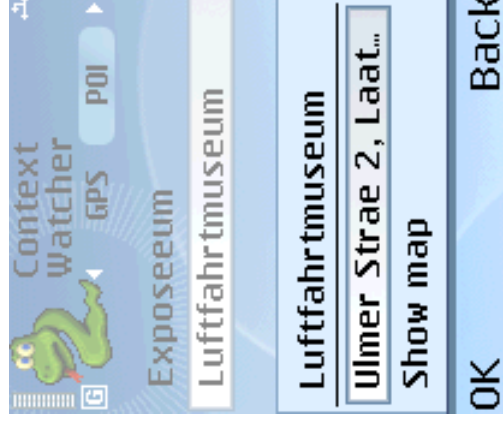 Context
Watcher
G
GPS POI
Exposeeum
Luftfahrtmuseum
Luftfahrtmuseum
Ulmer Strae 2, Laat...
Show map
OK Back